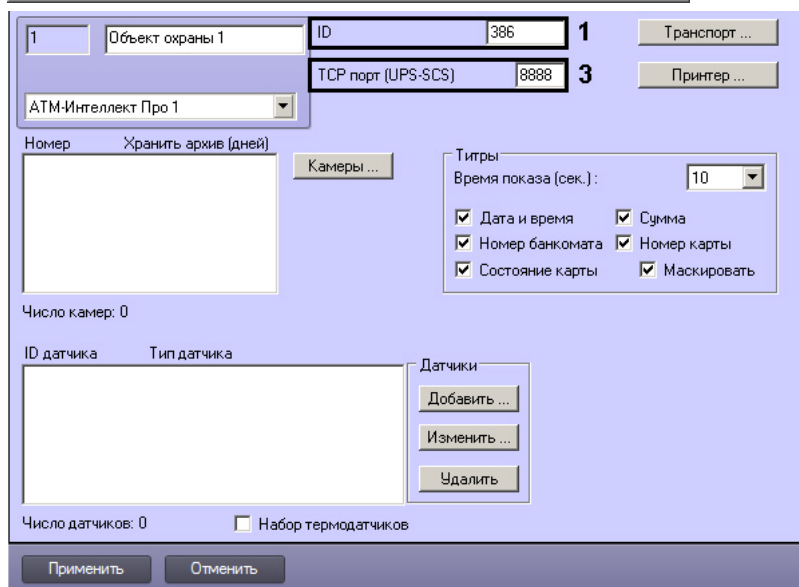 1 Объект охраны 1 ID 386 1 Транспорт ...
TCP порт (UPS-SCS) 8888 3 Принтер ...
АТМ-Интеллект Про 1
Номер Хранить архив (дней)
Камеры ...
Титры
Время показа (сек.) : 10
Дата и время Сумма
Номер банкомата Номер карты
Состояние карты Маскировать
Число камер: 0
ID датчика Тип датчика
Датчики
Добавить ...
Изменить ...
Удалить
Число датчиков: 0 Набор термодатчиков
Применить Отменить